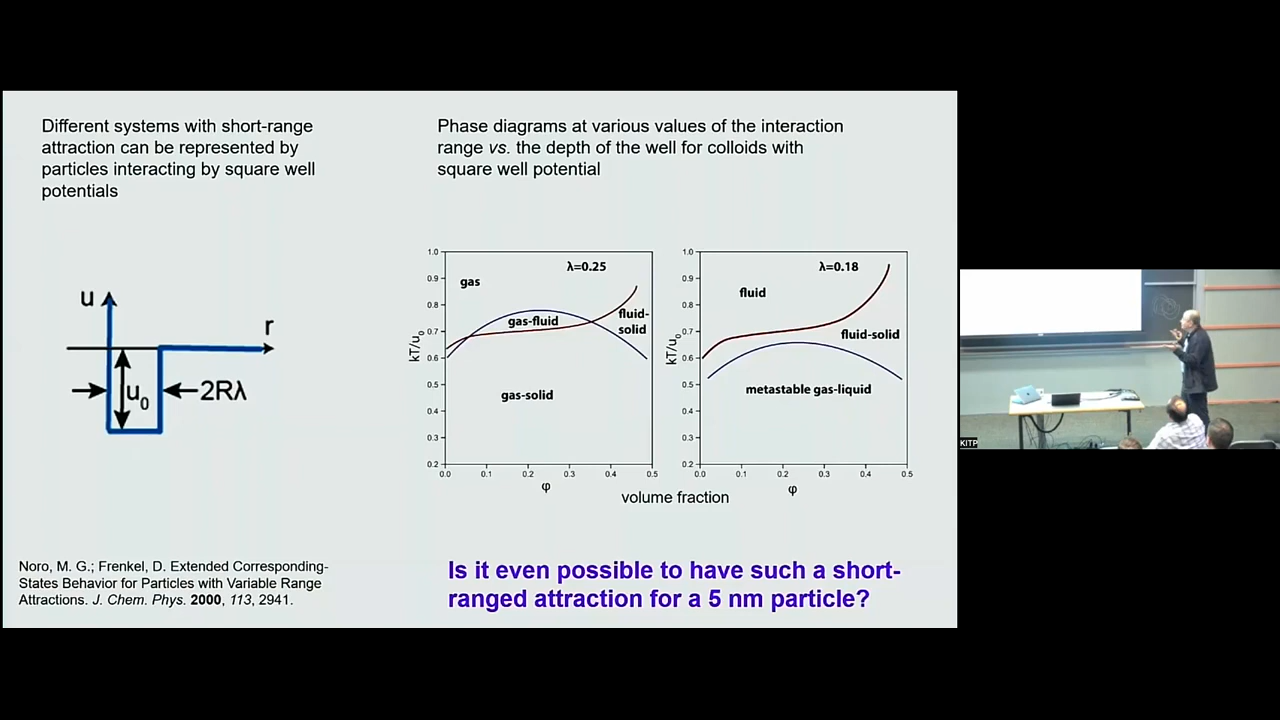 Different systems with short-range
attraction can be represented by
particles interacting by square well
potentials
Phase diagrams at various values of the interaction
range vs. the depth of the well for colloids with
square well potential
u
r
u0
2Rλ
kT/u0
1.0
0.9
0.8
0.7
0.6
0.5
0.4
0.3
0.2
λ=0.25
gas
gas-fluid
fluid-
solid
gas-solid
0.0 0.1 0.2 0.3 0.4 0.5
φ
kT/u0
1.0
0.9
0.8
0.7
0.6
0.5
0.4
0.3
0.2
λ=0.18
fluid
fluid-solid
metastable gas-liquid
0.0 0.1 0.2 0.3 0.4 0.5
φ
volume fraction
Noro, M. G.; Frenkel, D. Extended Corresponding-
States Behavior for Particles with Variable Range
Attractions. J. Chem. Phys. 2000, 113, 2941.
Is it even possible to have such a short-
ranged attraction for a 5 nm particle?
KITP